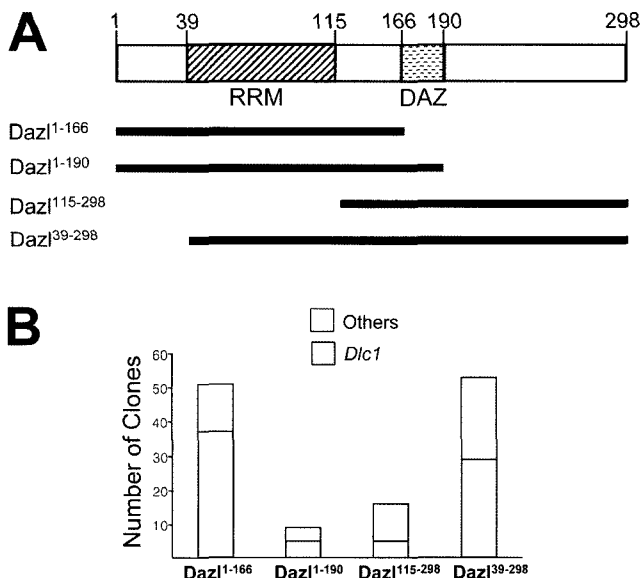 A
1 39 115 166 190 298
RRM DAZ
Dazl1-166
Dazl1-190
Dazl115-298
Dazl39-298
B
Others
Dlc1
Number of Clones
60
50
40
30
20
10
Dazl1-166 Dazl1-190 Dazl115-298 Dazl39-298